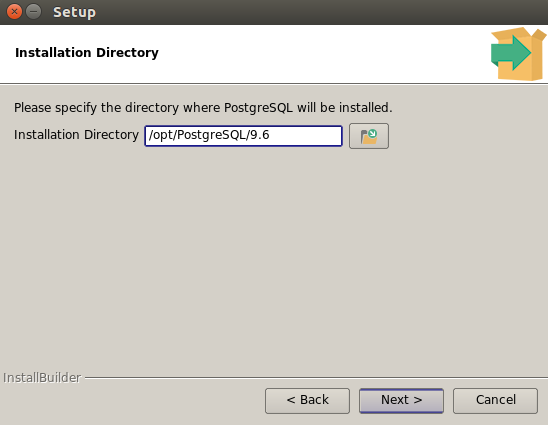 Setup
Installation Directory
Please specify the directory where PostgreSQL will be installed.
Installation Directory /opt/PostgreSQL/9.6
InstallBuilder
< Back Next > Cancel